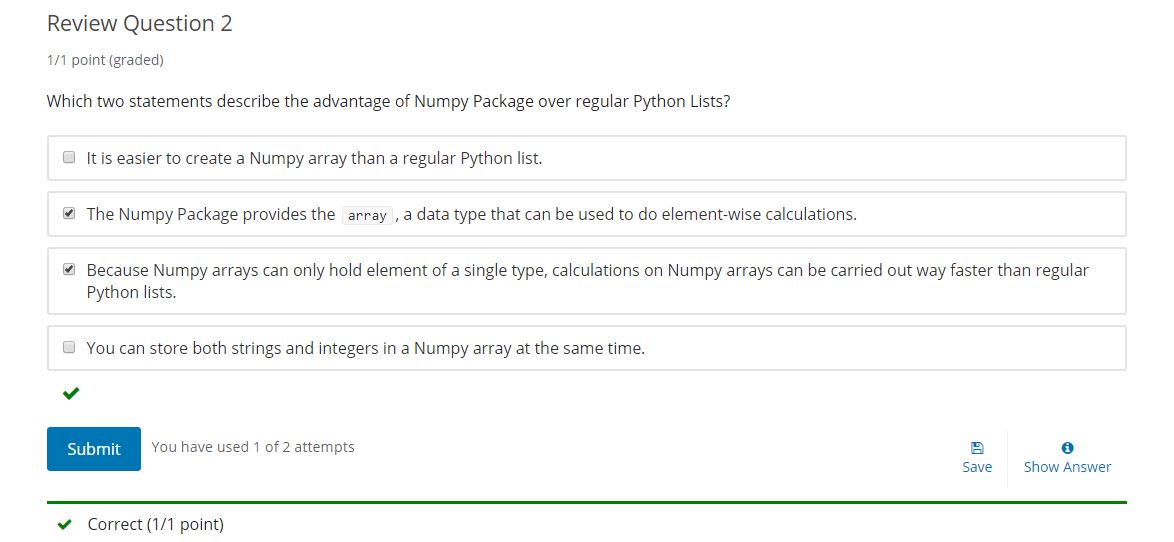 Review Question 2
1/1 point (graded)
Which two statements describe the advantage of Numpy Package over regular Python Lists?
It is easier to create a Numpy array than a regular Python list.
The Numpy Package provides the array , a data type that can be used to do element-wise calculations.
Because Numpy arrays can only hold element of a single type, calculations on Numpy arrays can be carried out way faster than regular
Python lists.
You can store both strings and integers in a Numpy array at the same time.
Submit You have used 1 of 2 attempts
Save Show Answer
Correct (1/1 point)